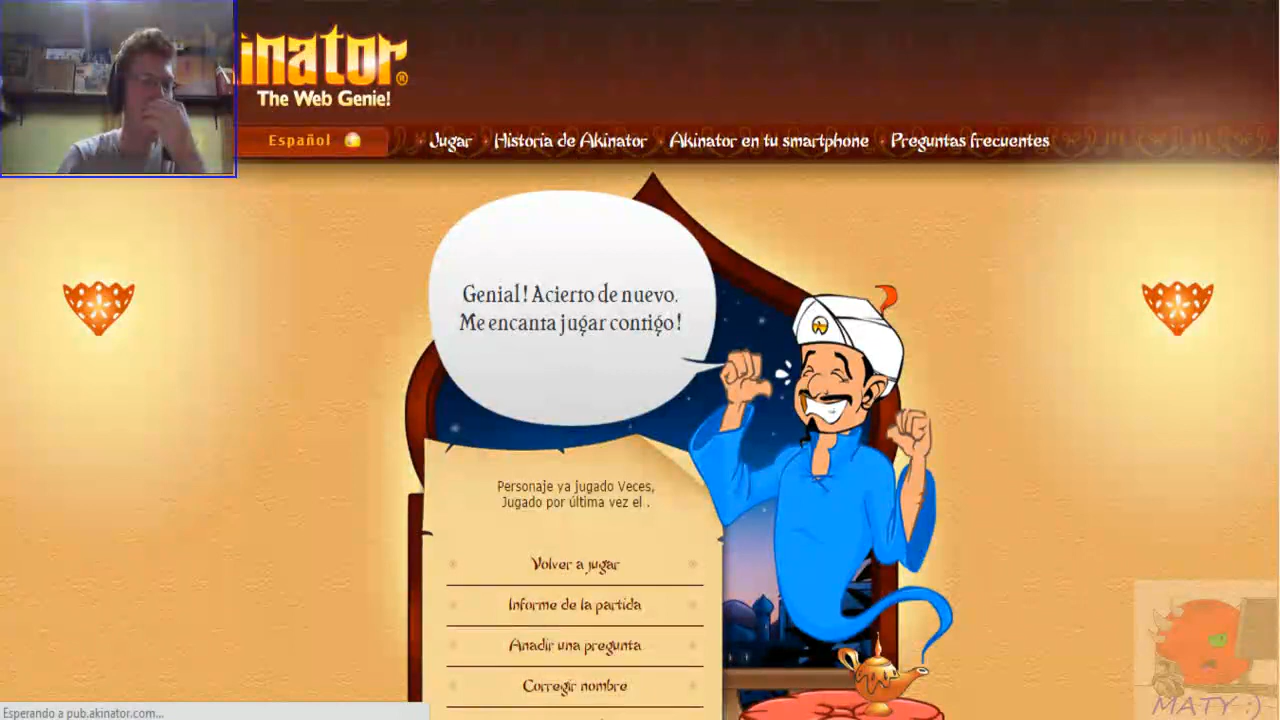 inator®
The Web Genie!
Español
Jugar
Historia de Akinator
Akinator en tu smartphone
Preguntas frecuentes
Genial! Acierro de nuevo.
Me encanta jugar contigo!
Personaje ya jugado Veces,
Jugado por última vez el .
Volver a jugar
Informe de la partida
Anadir una pregunta
Corregir nombre
Esperando a pub.akinator.com...
MATY :)